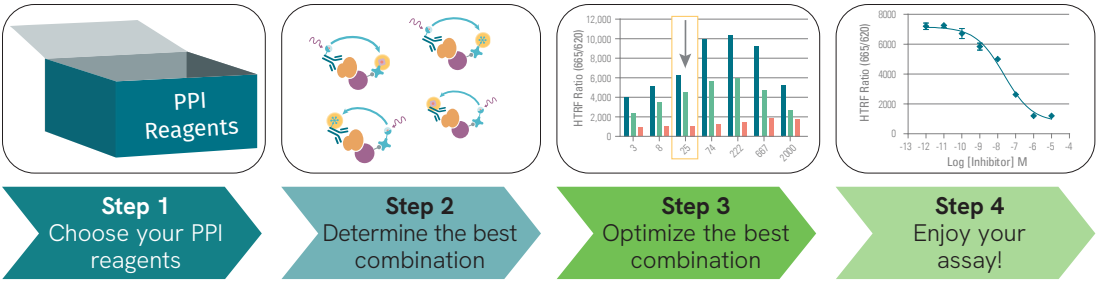 PPI
Reagents
HTRF Ratio (665/620)
12,000
10,000
8,000
6,000
4,000
2,000
0
3
8
25
74
222
667
2000
HTRF Ratio (665/620)
8000
6000
4000
2000
0
-13 -12 -11 -10 -9 -8 -7 -6 -5 -4
Log [Inhibitor] M
Step 1
Choose your PPI
reagents
Step 2
Determine the best
combination
Step 3
Optimize the best
combination
Step 4
Enjoy your
assay!